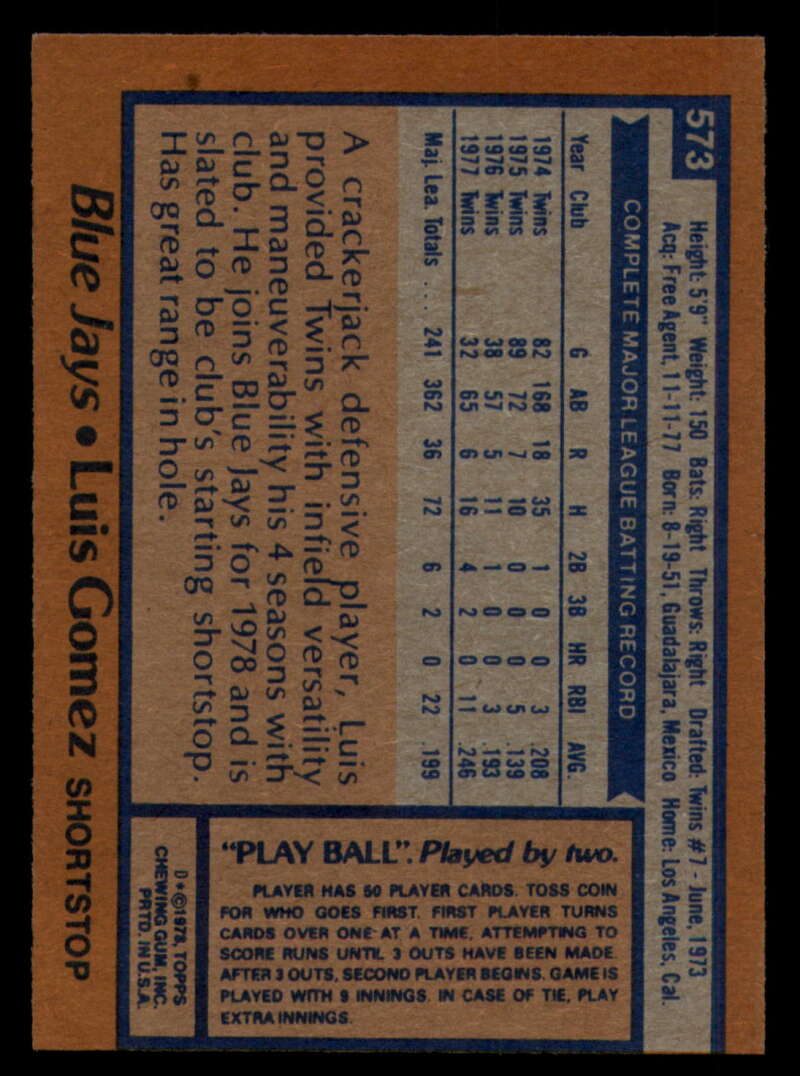 573
Height: 5'9" Weight: 150 Bats: Right Throws: Right Drafted: Twins #7 - June, 1973
Acq: Free Agent, 11-11-77 Born: 8-19-51, Guadalajara, Mexico Home: Los Angeles, Cal.
COMPLETE MAJOR LEAGUE BATTING RECORD
Year Club G AB R H 2B 3B HR RBI AVG.
1974 Twins 82 168 18 35 1 0 0 3 .208
1975 Twins 89 72 7 10 0 0 0 5 .139
1976 Twins 38 57 5 11 1 0 0 3 .193
1977 Twins 32 65 6 16 4 2 0 11 .246
Maj. Lea. Totals ... 241 362 36 72 6 2 0 22 .199
A crackerjack defensive player, Luis
provided Twins with infield versatility
and maneuverability his 4 seasons with
club. He joins Blue Jays for 1978 and is
slated to be club's starting shortstop.
Has great range in hole.
Blue Jays • Luis Gomez SHORTSTOP
"PLAY BALL". Played by two.
PLAYER HAS 50 PLAYER CARDS. TOSS COIN
FOR WHO GOES FIRST. FIRST PLAYER TURNS
CARDS OVER ONE AT A TIME, ATTEMPTING TO
SCORE RUNS UNTIL 3 OUTS HAVE BEEN MADE.
AFTER 3 OUTS, SECOND PLAYER BEGINS. GAME IS
PLAYED WITH 9 INNINGS. IN CASE OF TIE, PLAY
EXTRA INNINGS.
D*©1978, TOPPS
CHEWING GUM, INC.
PRTD. IN U.S.A.